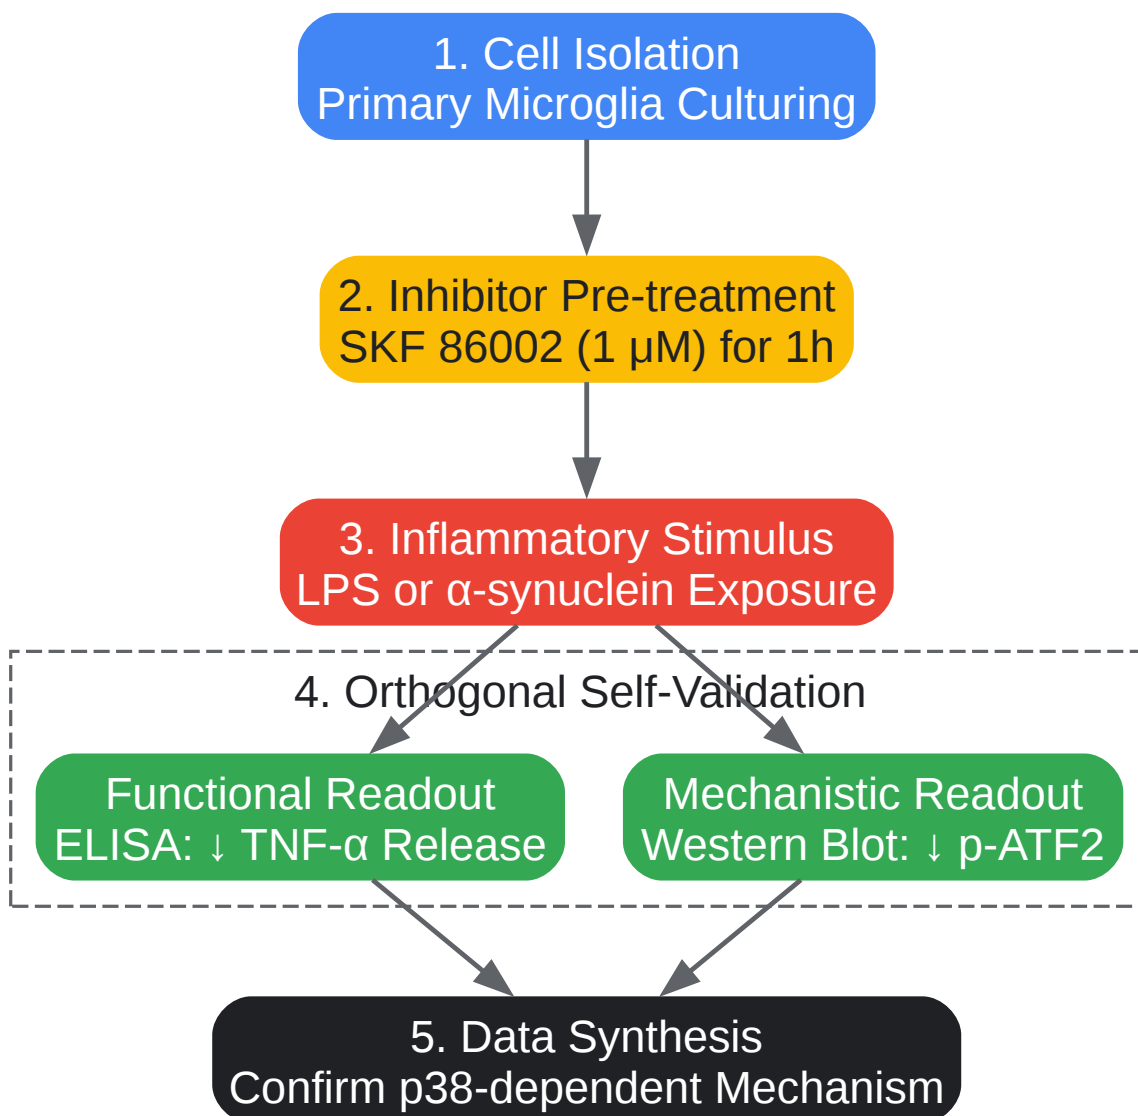 1. Cell Isolation
Primary Microglia Culturing
2. Inhibitor Pre-treatment
SKF 86002 (1 μM) for 1h
3. Inflammatory Stimulus
LPS or α-synuclein Exposure
4. Orthogonal Self-Validation
Functional Readout
ELISA: ↓ TNF-α Release
Mechanistic Readout
Western Blot: ↓ p-ATF2
5. Data Synthesis
Confirm p38-dependent Mechanism